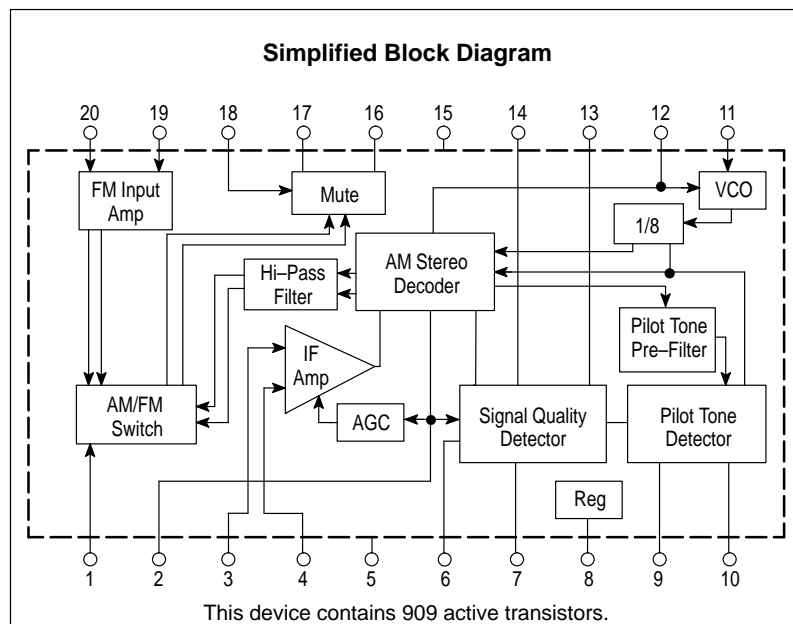 Simplified Block Diagram
20 19 18 17 16 15 14 13 12 11
FM Input
Amp
Mute
VCO
1/8
AM Stereo
Decoder
Hi–Pass
Filter
Pilot Tone
Pre–Filter
IF
Amp
AM/FM
Switch
AGC
Signal Quality
Detector
Pilot Tone
Detector
Reg
1 2 3 4 5 6 7 8 9 10
This device contains 909 active transistors.